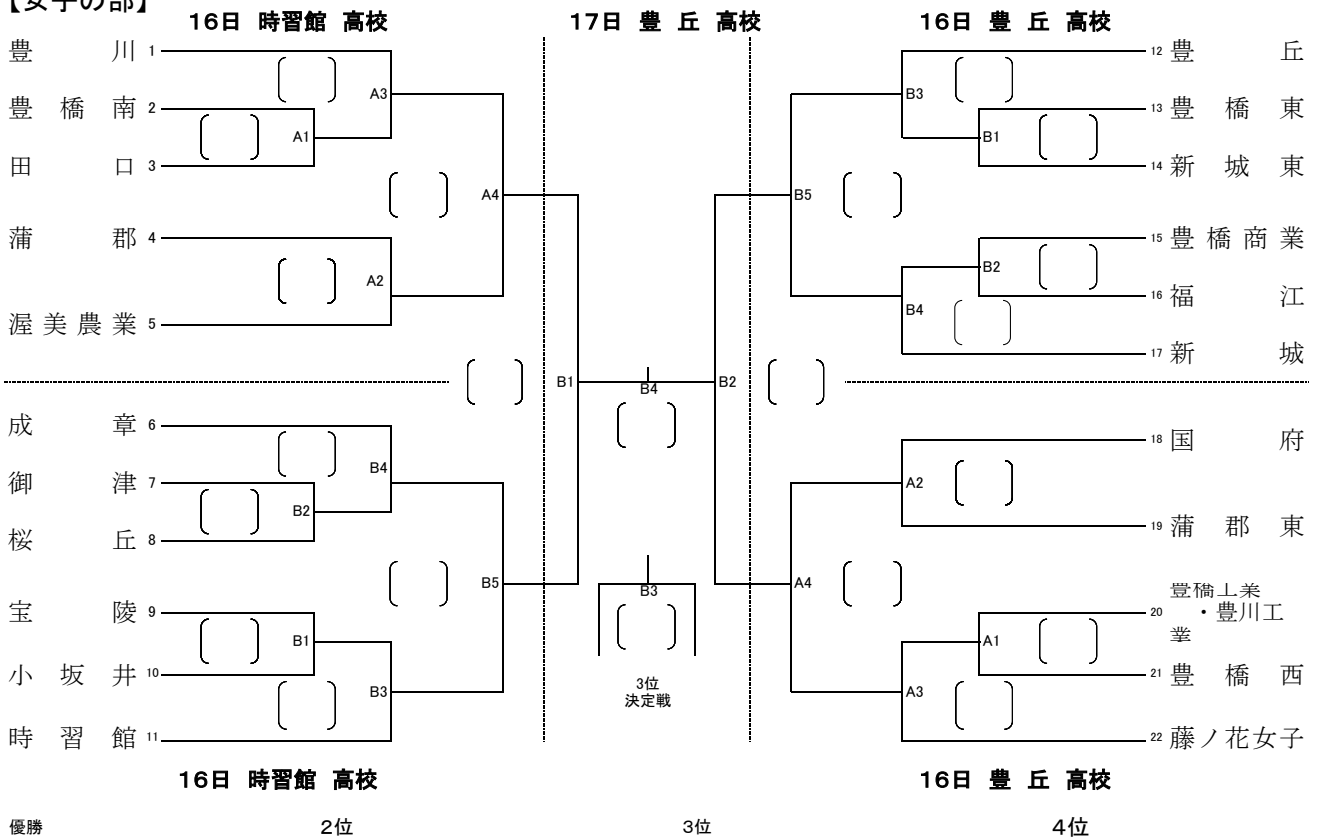 【女子の部】
16日 時習館 高校
17日 豊 丘 高校
16日 豊 丘 高校
豊川 1
豊橋南 2
田口 3
蒲郡 4
渥美農業 5
成章 6
御津 7
桜丘 8
宝陵 9
小坂井 10
時習館 11
A3
A1
A4
A2
B4
B2
B5
B1
B3
B1
B4
B2
B3
3位
決定戦
B3
B1
B5
B2
B4
A2
A4
A1
A3
12 豊丘
13 豊橋東
14 新城東
15 豊橋商業
16 福江
17 新城
18 国府
19 蒲郡東
豊橋工業
20 ・豊川工
業
21 豊橋西
22 藤ノ花女子
16日 時習館 高校
16日 豊 丘 高校
優勝 2位 3位 4位